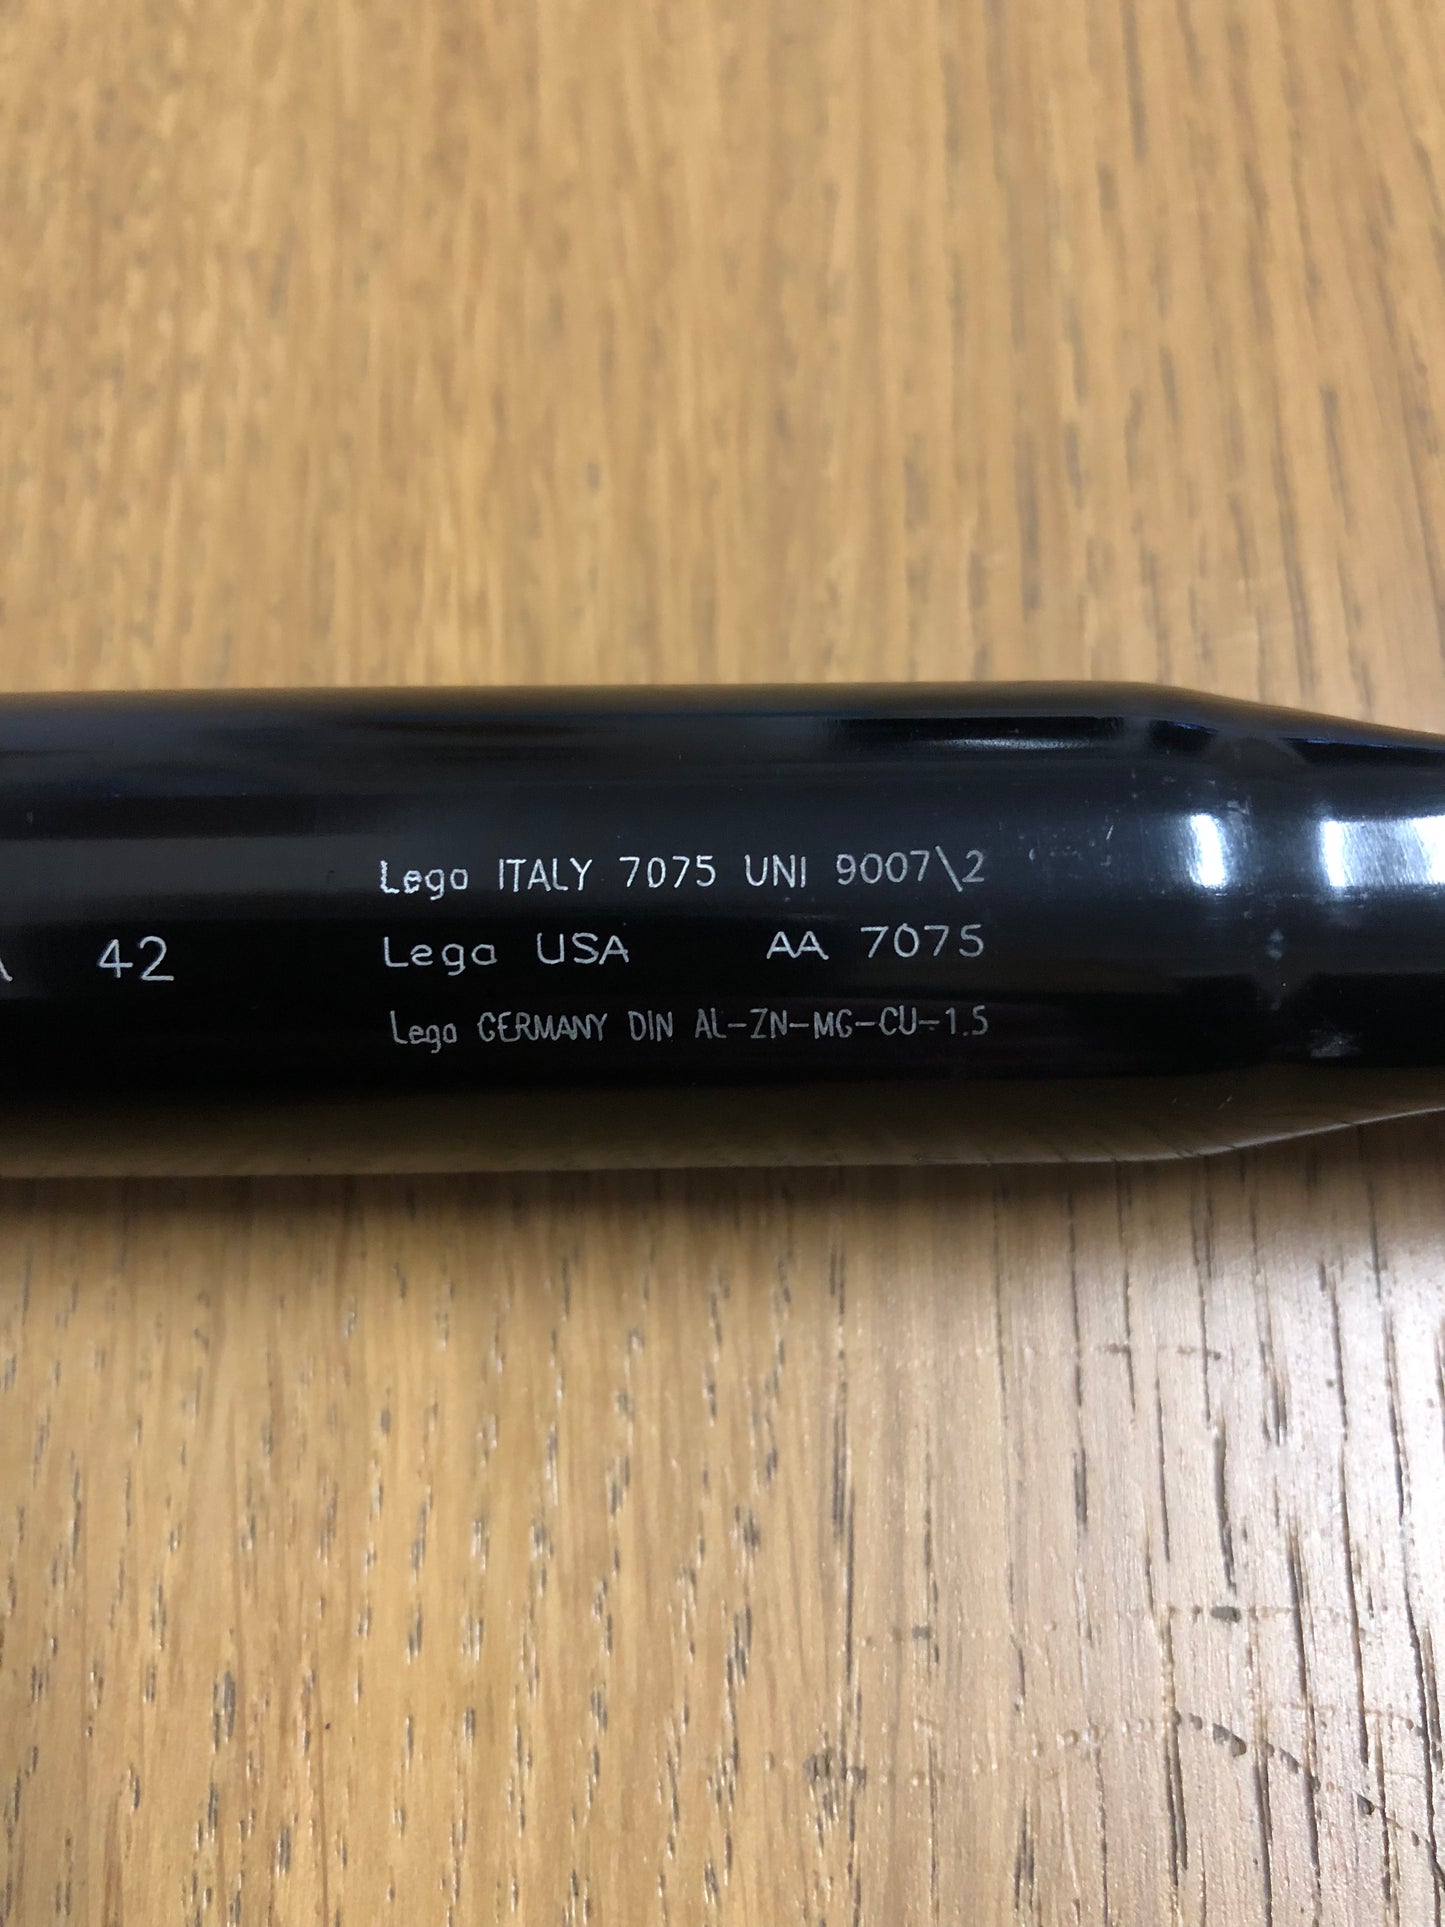 Lega ITALY 7075 UNI 9007\2
42 Lega USA AA 7075
Lega GERMANY DIN AL-ZN-MG-CU-1.5